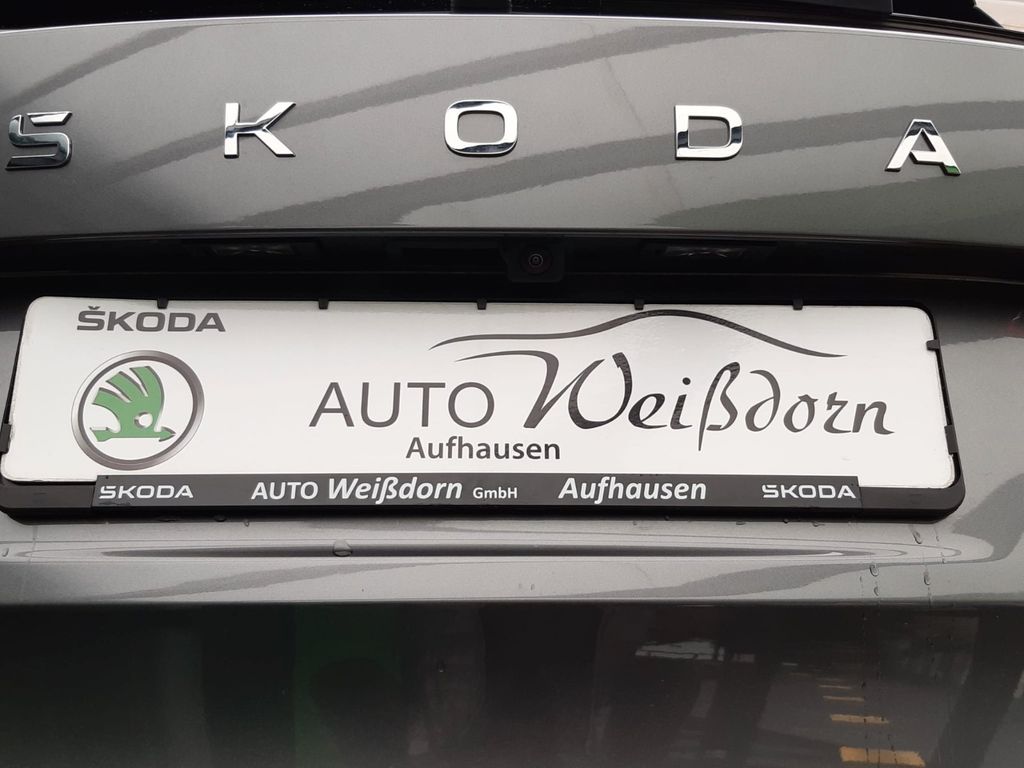 SKODA
ŠKODA
AUTO Weißdorn
Aufhausen
ŠKODA AUTO Weißdorn GmbH Aufhausen ŠKODA